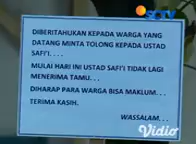 SCTV
DIBERITAHUKAN KEPADA WARGA YANG
DATANG MINTA TOLONG KEPADA USTAD
SAFI'I. . . .
MULAI HARI INI USTAD SAFI'I TIDAK LAGI
MENERIMA TAMU. . .
DIHARAP PARA WARGA BISA MAKLUM. . .
TERIMA KASIH.
WASSALAM. . .
Vidio